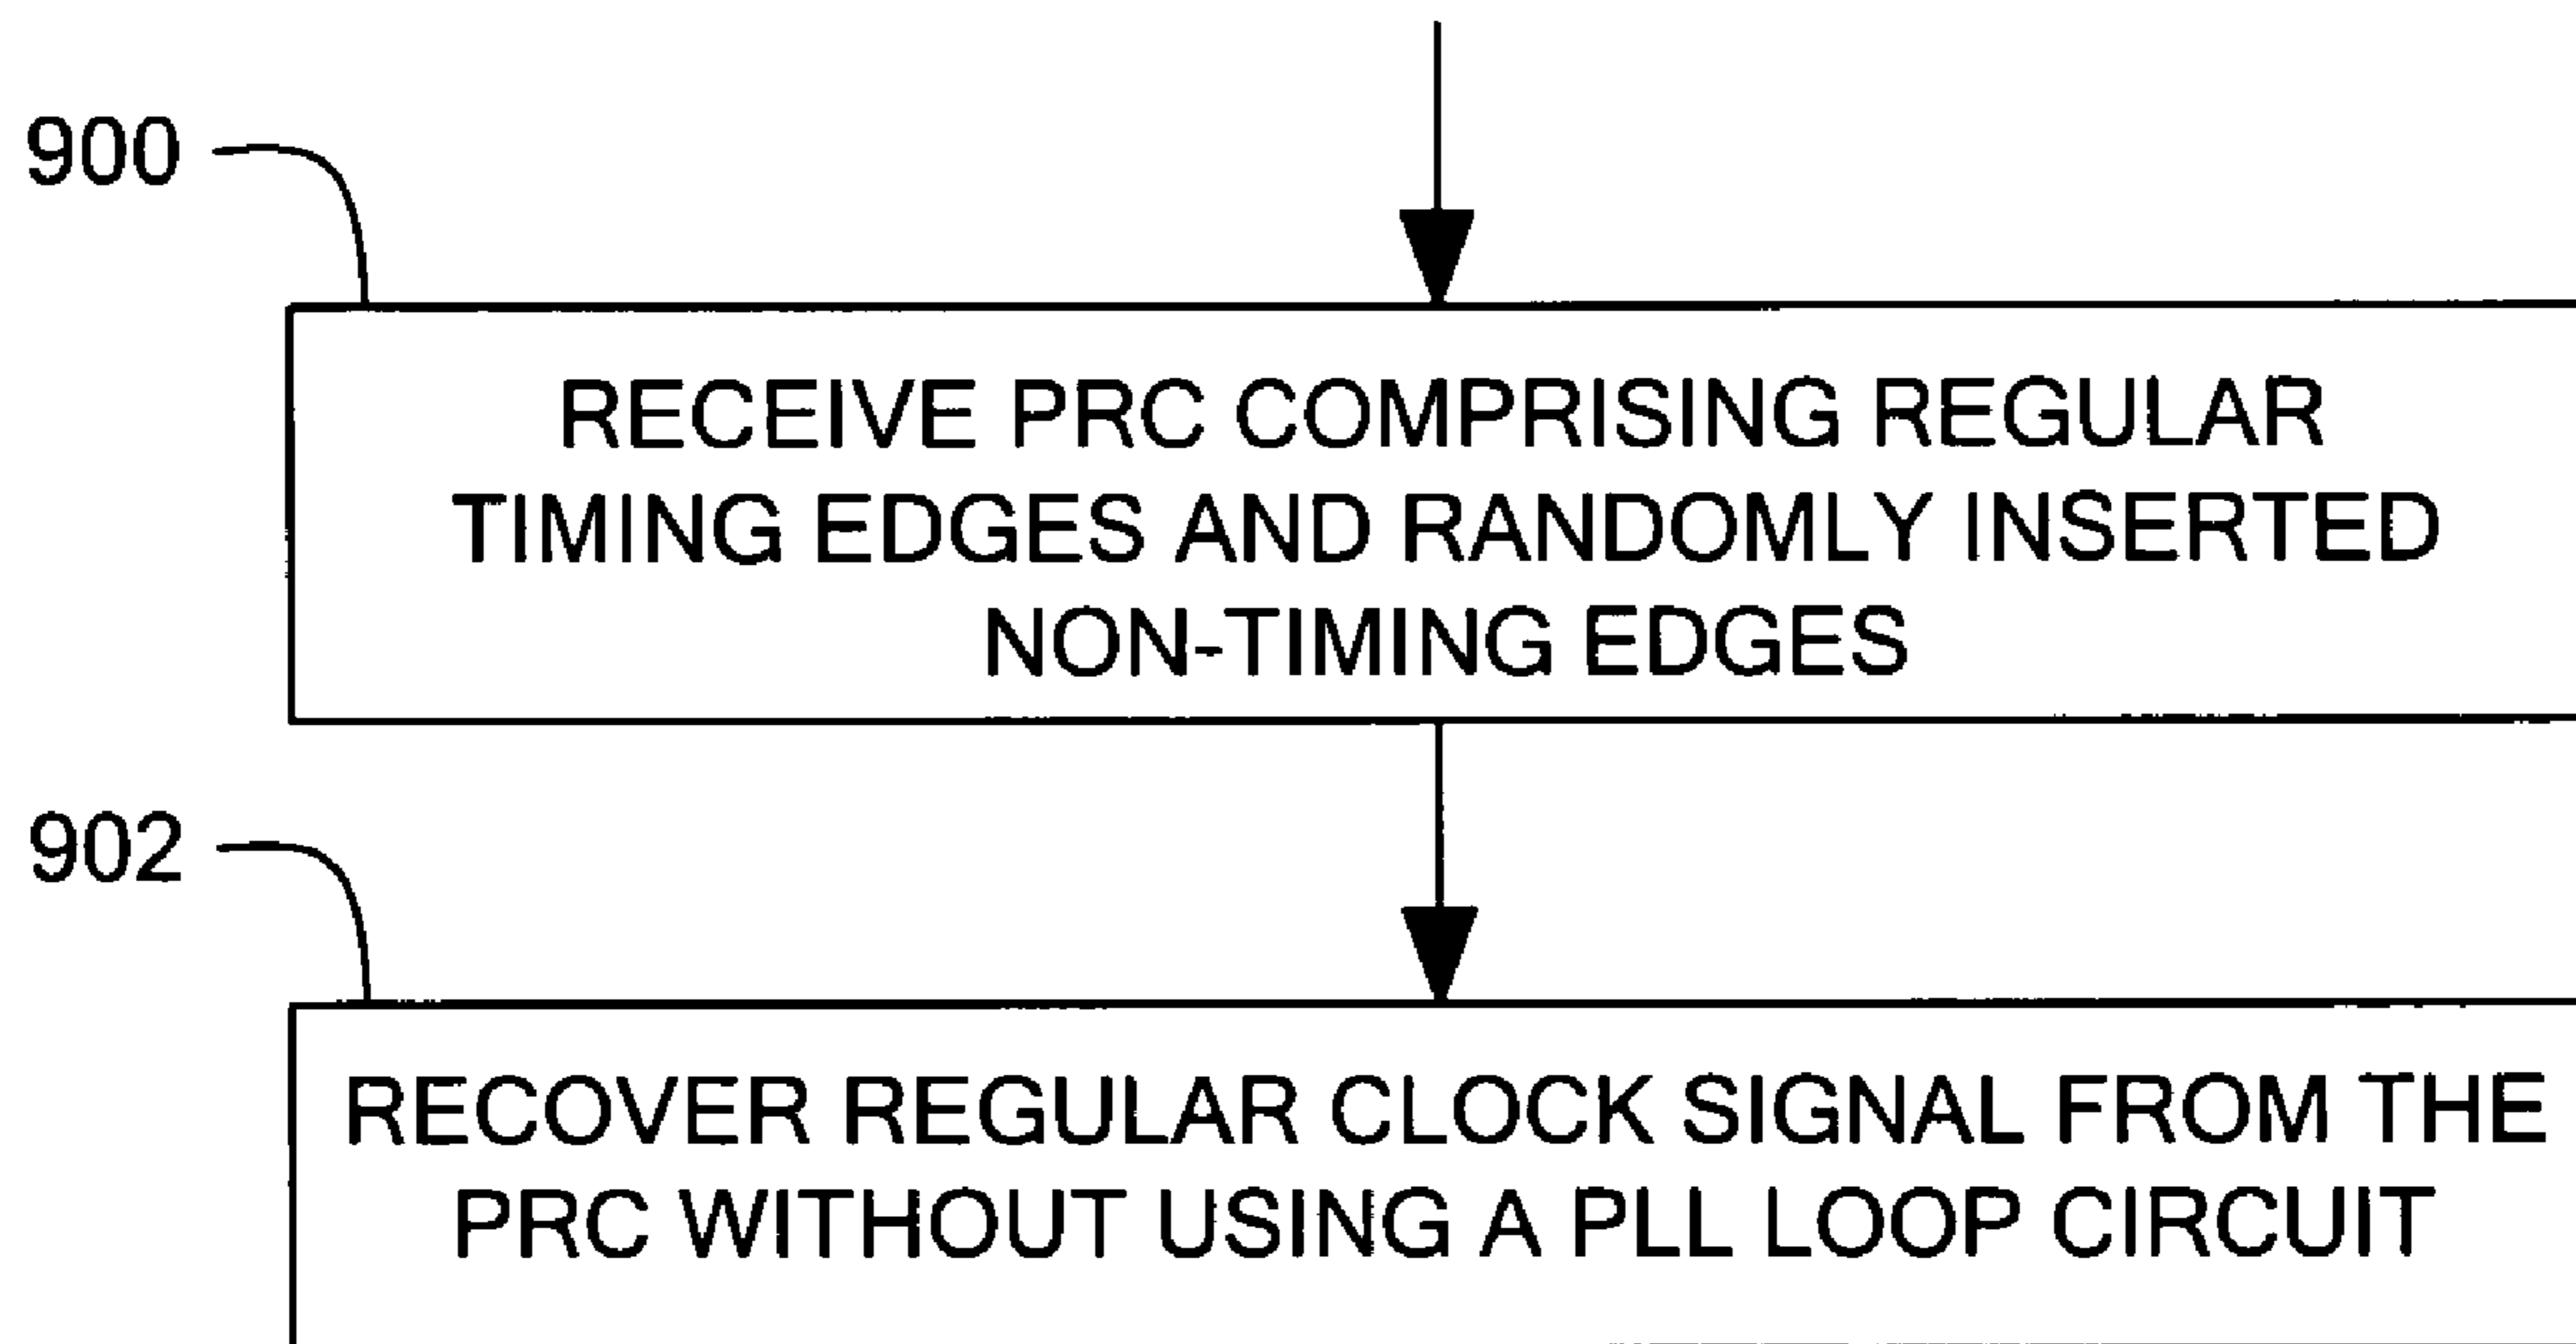 900
RECEIVE PRC COMPRISING REGULAR
TIMING EDGES AND RANDOMLY INSERTED
NON-TIMING EDGES
902
RECOVER REGULAR CLOCK SIGNAL FROM THE
PRC WITHOUT USING A PLL LOOP CIRCUIT